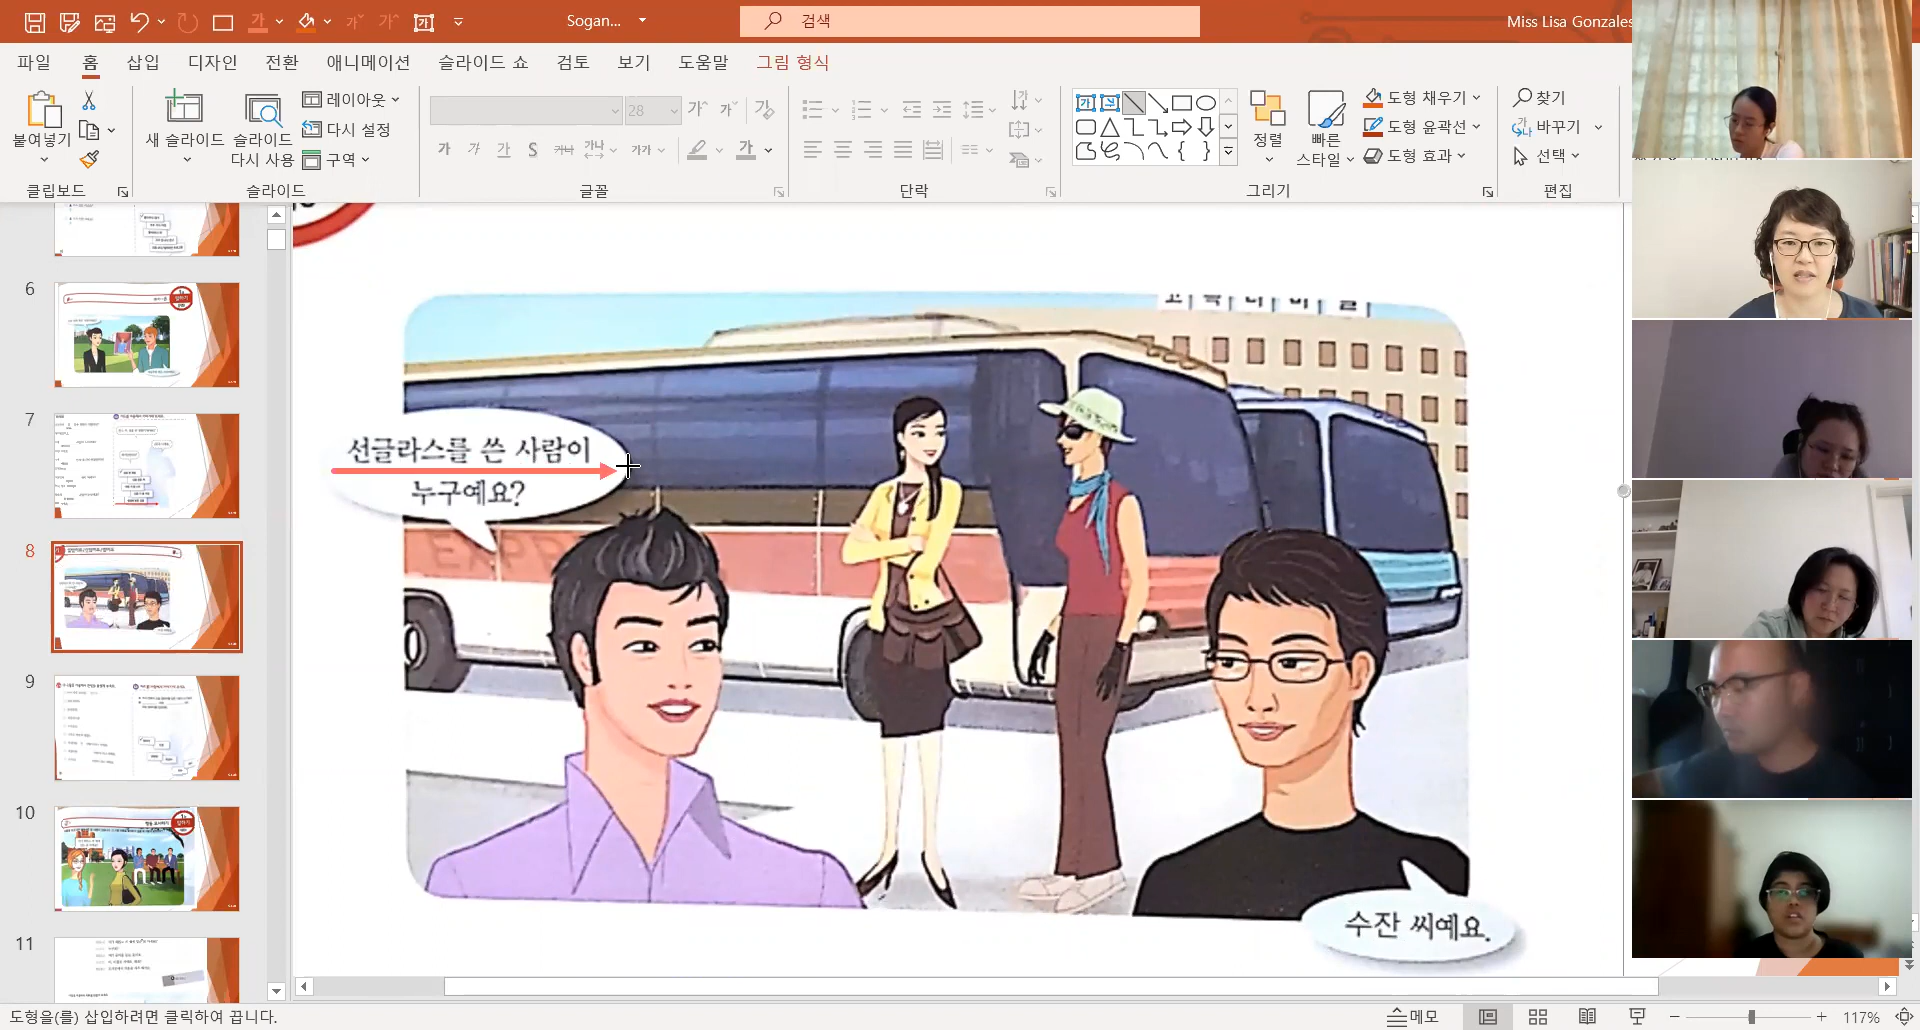 Sogan...
검색
Miss Lisa Gonzales
파일 홈 삽입 디자인 전환 애니메이션 슬라이드 쇼 검토 보기 도움말 그림 형식
붙여넣기
클립보드
새 슬라이드
슬라이드 다시 사용
레이아웃
다시 설정
구역
슬라이드
28
글꼴
단락
정렬
빠른 스타일
도형 채우기
도형 윤곽선
도형 효과
그리기
찾기
바꾸기
선택
편집
6
7
8
9
10
11
선글라스를 쓴 사람이
누구예요?
수잔 씨예요.
도형을(를) 삽입하려면 클릭하여 끕니다.
메모
117%